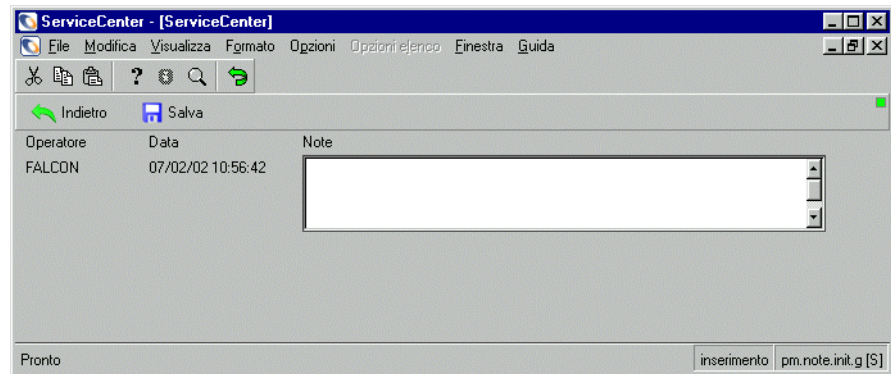 ServiceCenter - [ServiceCenter]
File Modifica Visualizza Formato Opzioni Opzioni elenco Finestra Guida
?
Indietro Salva
Operatore Data Note
FALCON 07/02/02 10:56:42
Pronto inserimento pm.note.init.g [S]